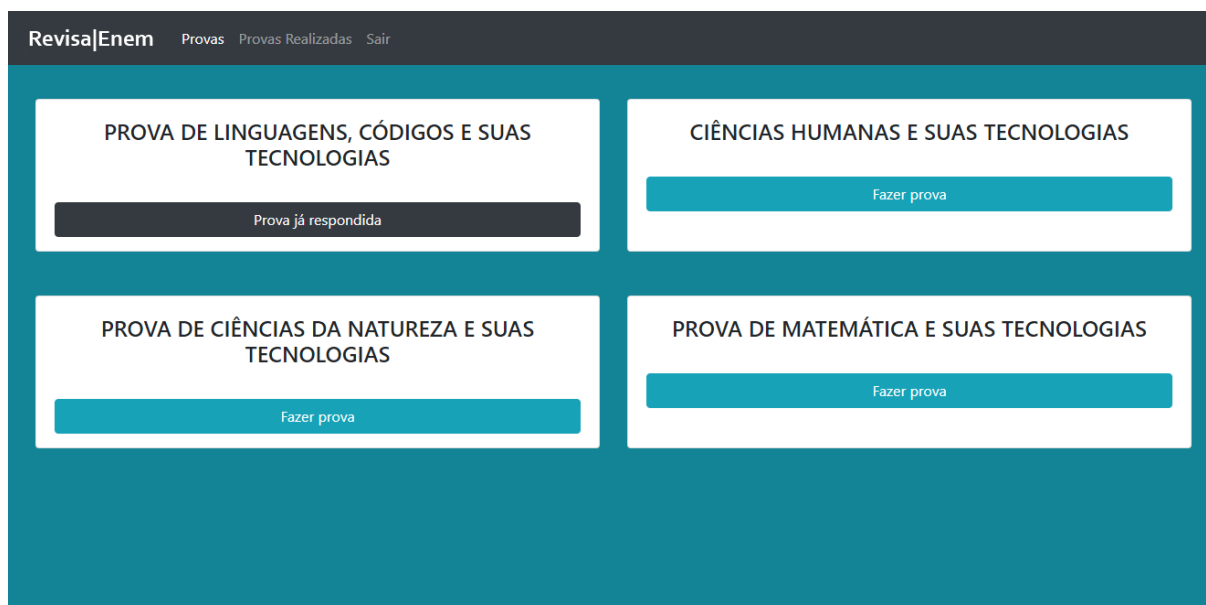 Revisa|Enem Provas Provas Realizadas Sair
PROVA DE LINGUAGENS, CÓDIGOS E SUAS
TECNOLOGIAS
Prova já respondida
CIÊNCIAS HUMANAS E SUAS TECNOLOGIAS
Fazer prova
PROVA DE CIÊNCIAS DA NATUREZA E SUAS
TECNOLOGIAS
Fazer prova
PROVA DE MATEMÁTICA E SUAS TECNOLOGIAS
Fazer prova